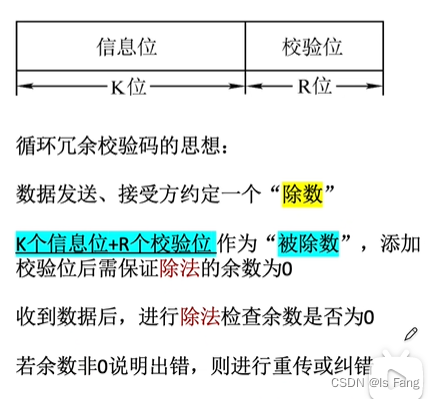 信息位 校验位
K位 R位
循环冗余校验码的思想：
数据发送、接受方约定一个“除数”
K个信息位+R个校验位 作为“被除数”，添加
校验位后需保证除法的余数为0
收到数据后，进行除法检查余数是否为0
若余数非0说明出错，则进行重传或纠错
CSDN @ls_Fang